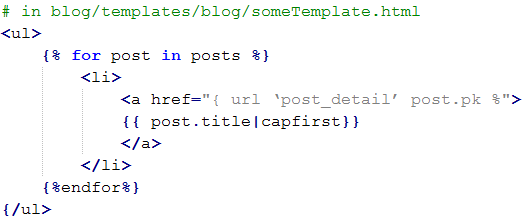 # in blog/templates/blog/someTemplate.html
<ul>
    {% for post in posts %}
        <li>
            <a href="{ url ‘post_detail’ post.pk %">
            {{ post.title|capfirst}}
            </a>
        </li>
    {%endfor%}
{/ul>